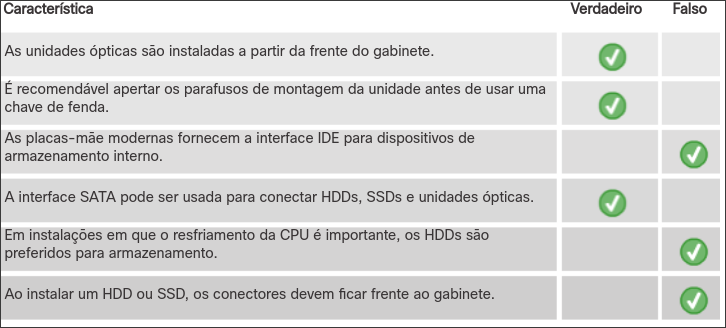 Característica Verdadeiro Falso
As unidades ópticas são instaladas a partir da frente do gabinete.
É recomendável apertar os parafusos de montagem da unidade antes de usar uma
chave de fenda.
As placas-mãe modernas fornecem a interface IDE para dispositivos de
armazenamento interno.
A interface SATA pode ser usada para conectar HDDs, SSDs e unidades ópticas.
Em instalações em que o resfriamento da CPU é importante, os HDDs são
preferidos para armazenamento.
Ao instalar um HDD ou SSD, os conectores devem ficar frente ao gabinete.